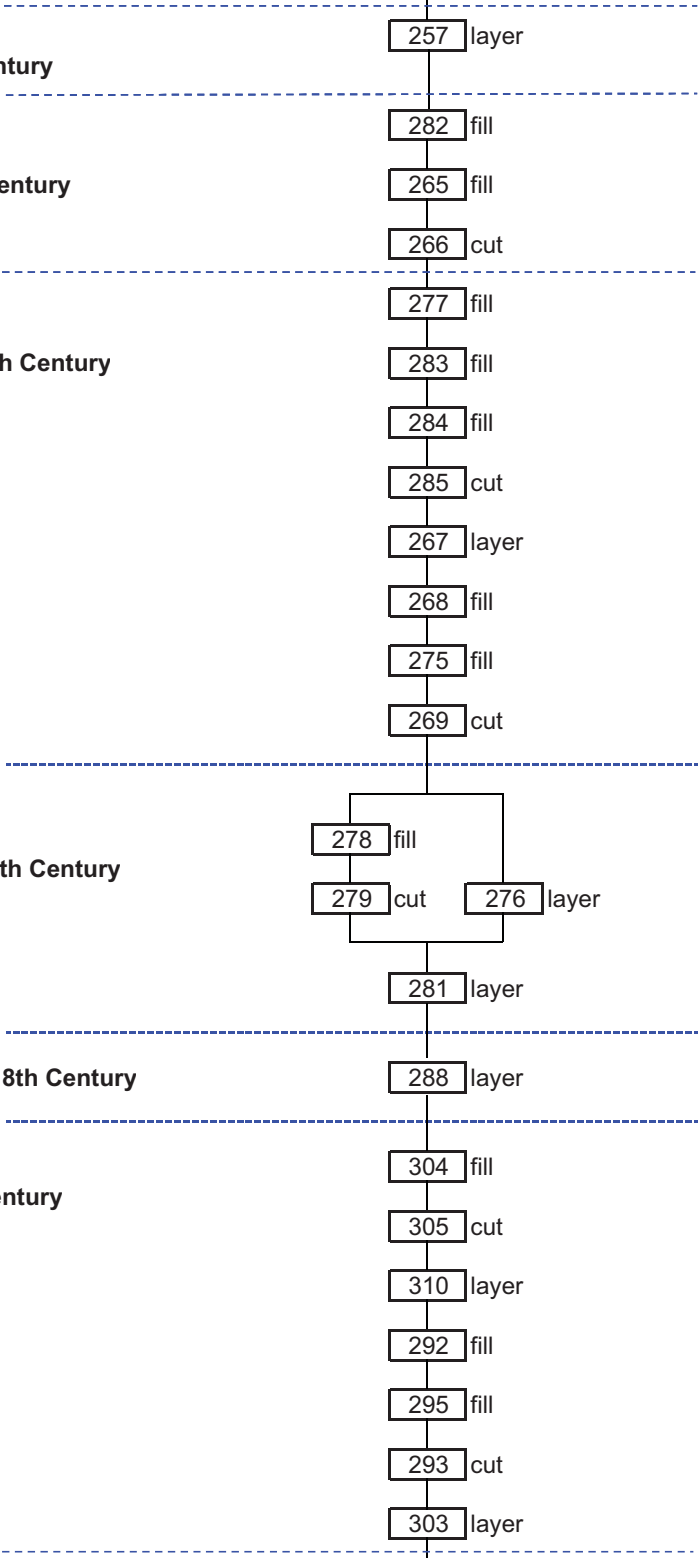 257 layer
ntury
282 fill
entury
265 fill
266 cut
277 fill
h Century
283 fill
284 fill
285 cut
267 layer
268 fill
275 fill
269 cut
278 fill
th Century
279 cut 276 layer
281 layer
8th Century
288 layer
304 fill
entury
305 cut
310 layer
292 fill
295 fill
293 cut
303 layer